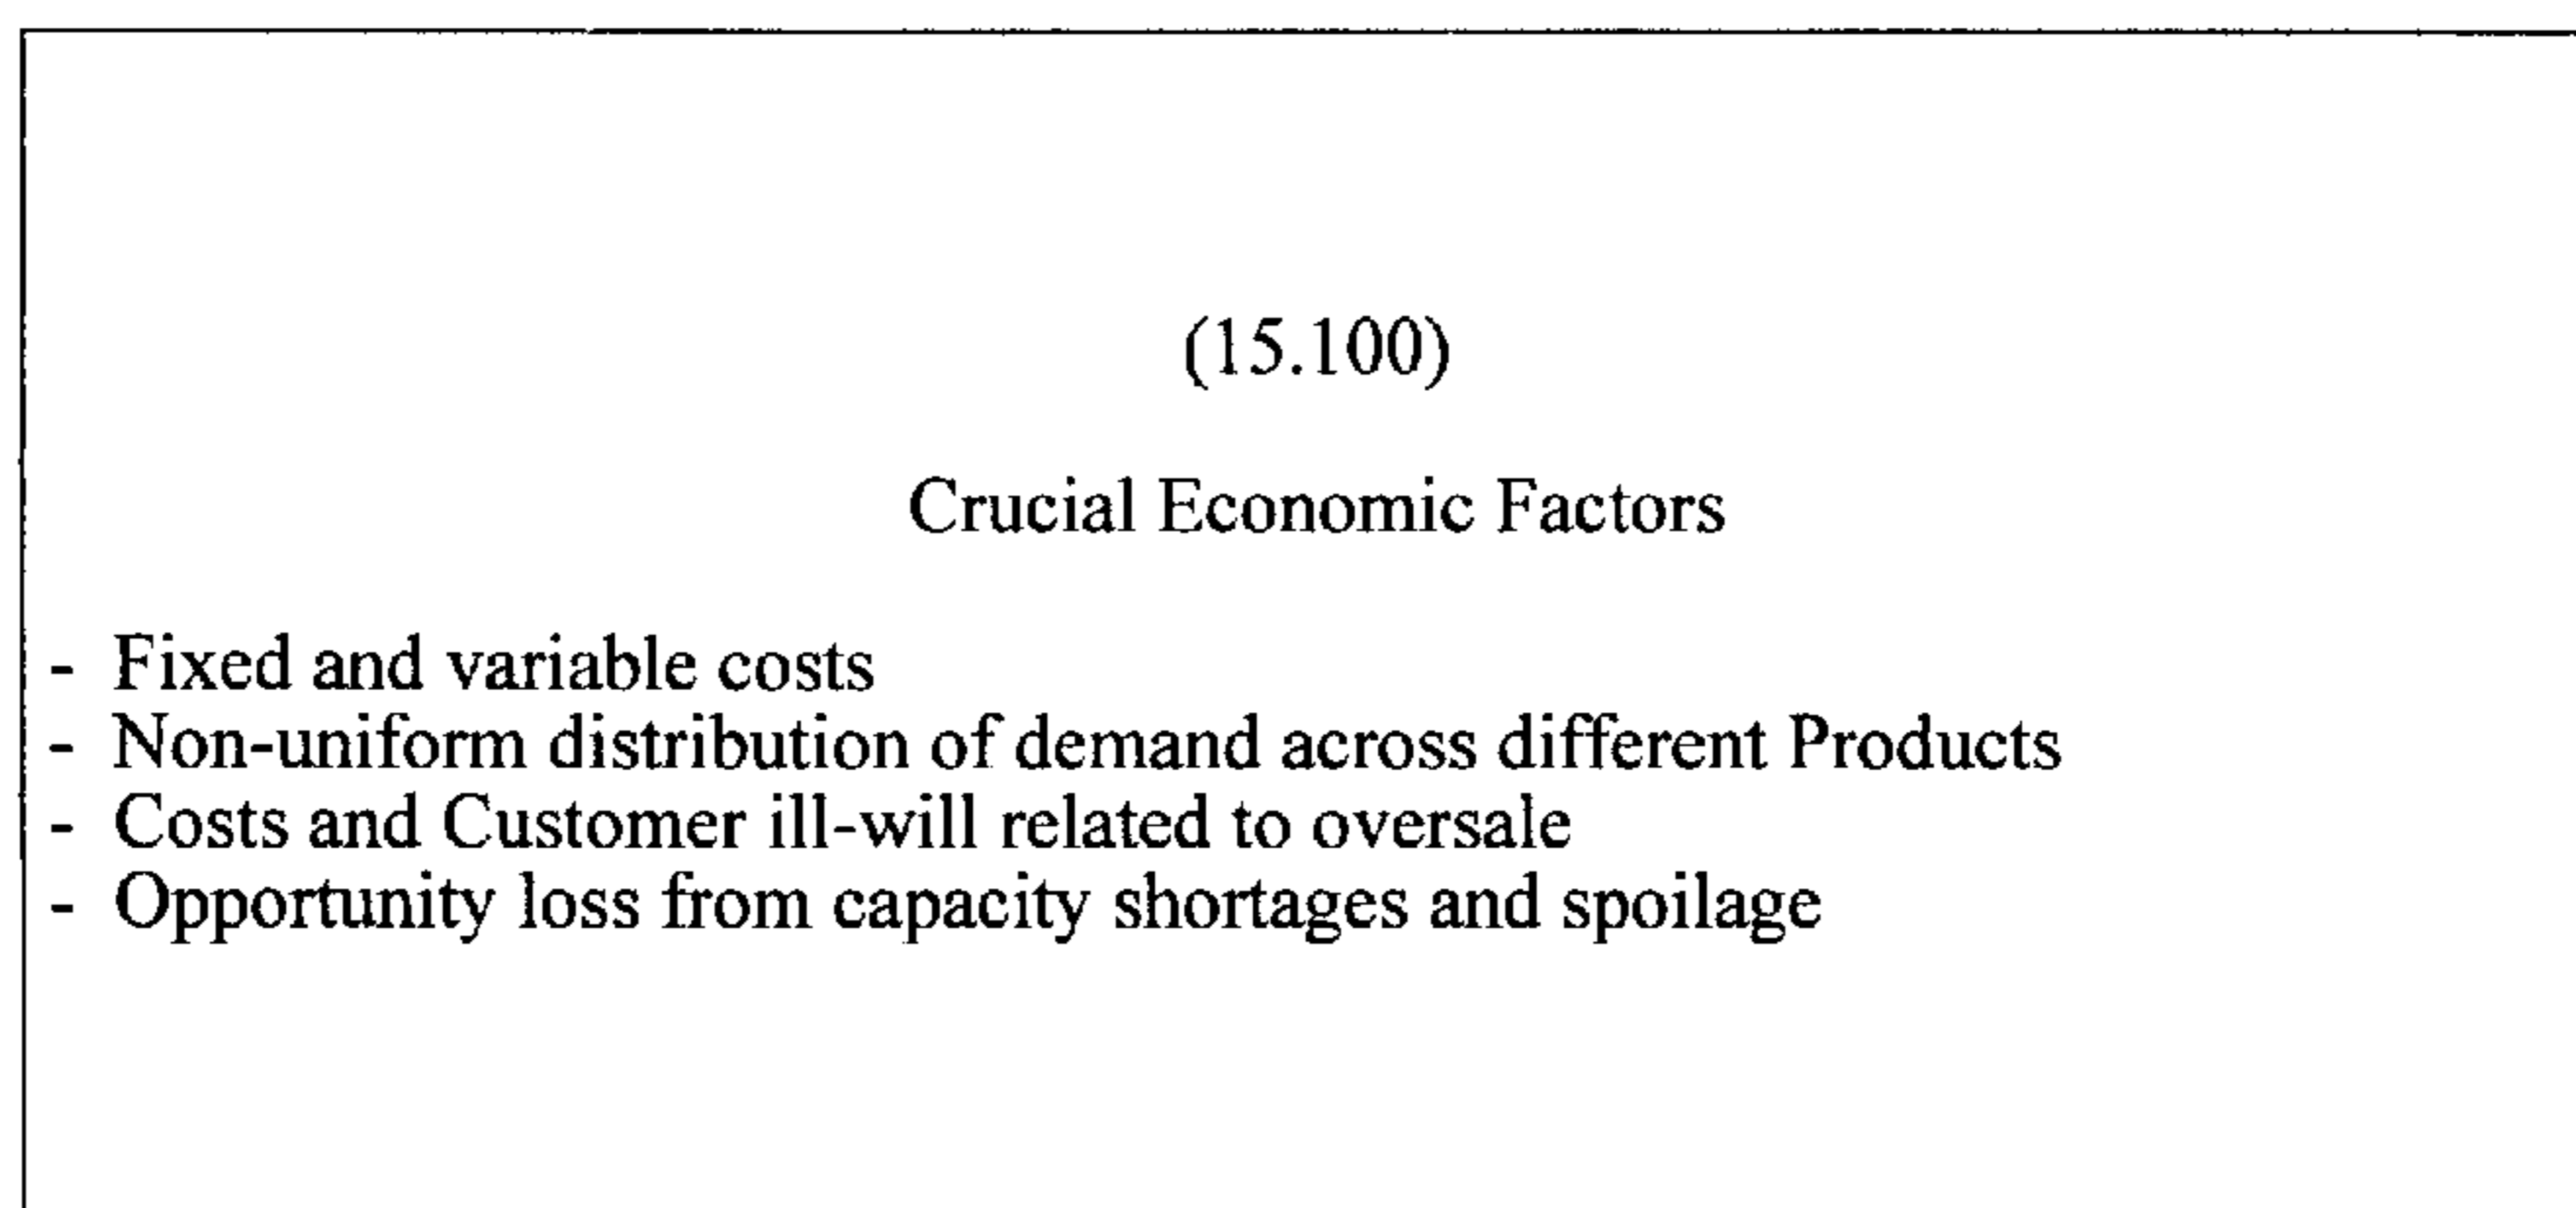 (15.100)
Crucial Economic Factors
- Fixed and variable costs
- Non-uniform distribution of demand across different Products
- Costs and Customer ill-will related to oversale
- Opportunity loss from capacity shortages and spoilage